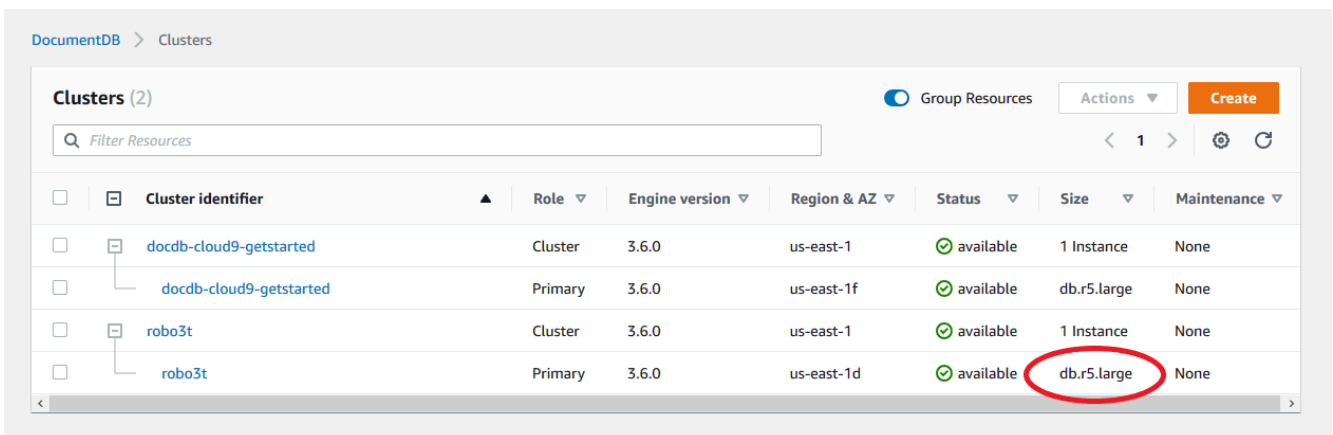 DocumentDB > Clusters
Clusters (2) Group Resources Actions Create
Filter Resources < 1 >
Cluster identifier Role Engine version Region & AZ Status Size Maintenance
docdb-cloud9-getstarted Cluster 3.6.0 us-east-1 available 1 Instance None
docdb-cloud9-getstarted Primary 3.6.0 us-east-1f available db.r5.large None
robo3t Cluster 3.6.0 us-east-1 available 1 Instance None
robo3t Primary 3.6.0 us-east-1d available db.r5.large None